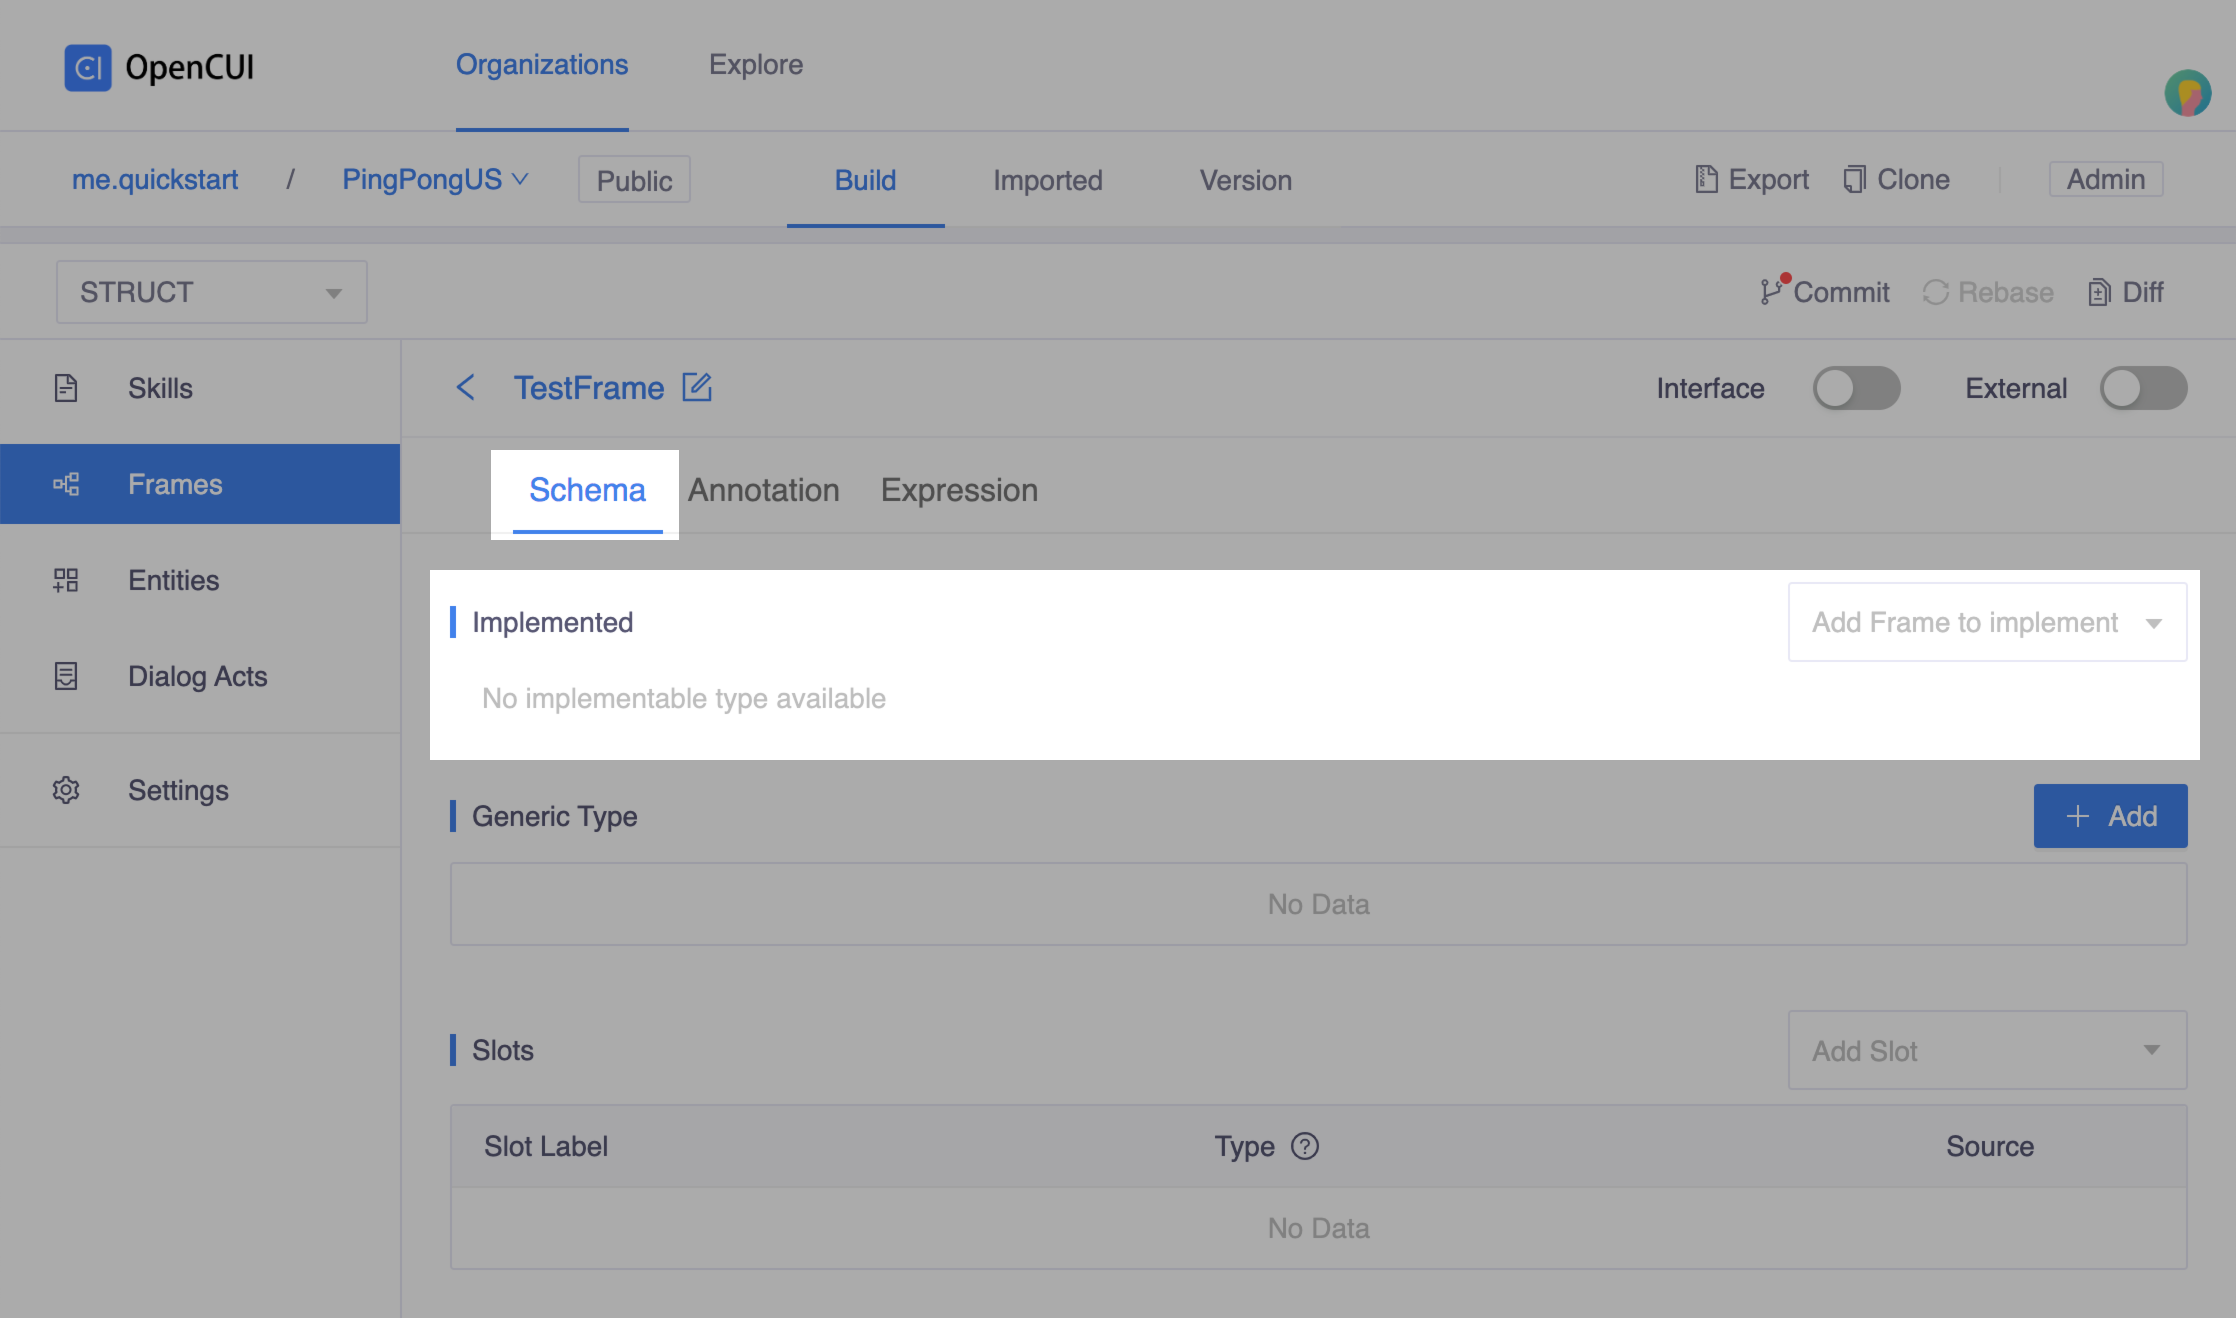 OpenCUI Organizations Explore
me.quickstart / PingPongUS Public Build Imported Version Export Clone Admin
STRUCT Commit Rebase Diff
Skills
Frames
Entities
Dialog Acts
Settings
TestFrame Interface External
Schema Annotation Expression
Implemented Add Frame to implement
No implementable type available
Generic Type + Add
No Data
Slots Add Slot
Slot Label Type ? Source
No Data